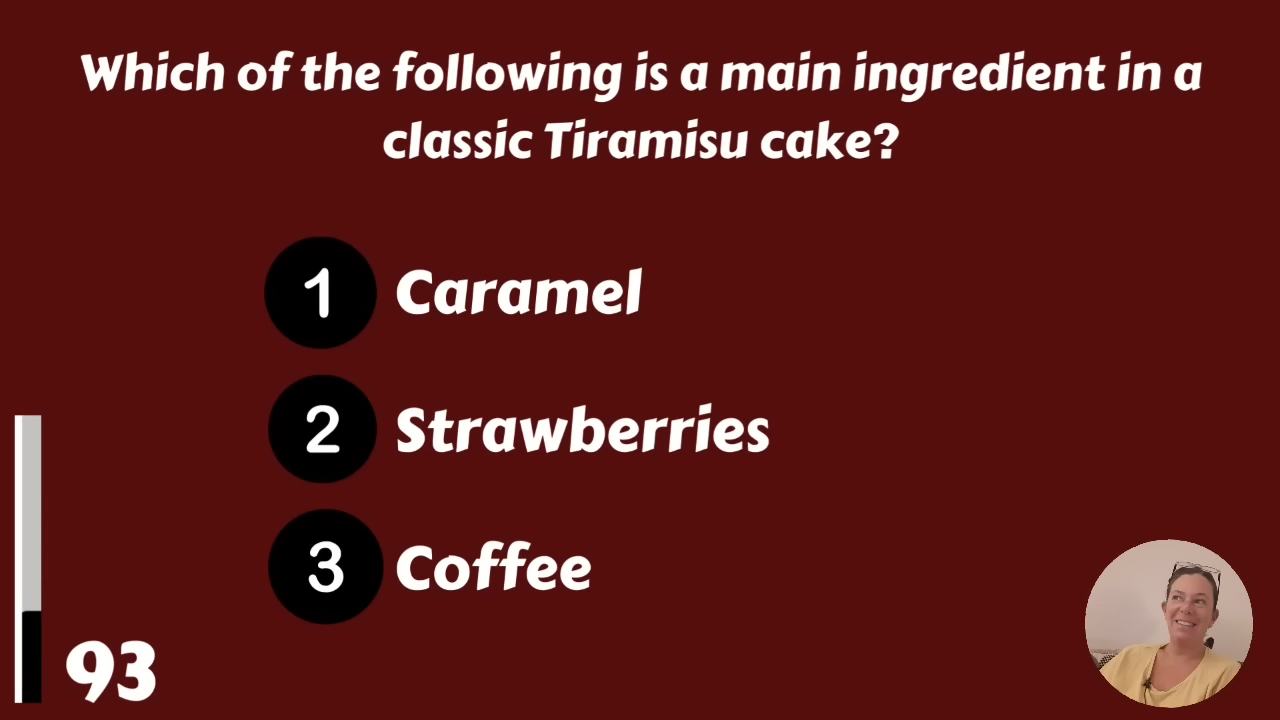 Which of the following is a main ingredient in a
classic Tiramisu cake?
1 Caramel
2 Strawberries
3 Coffee
93